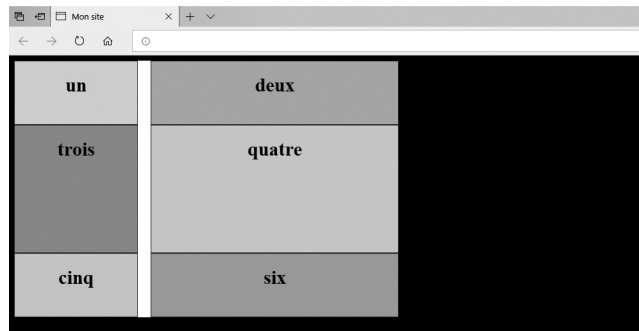 Mon site
un deux
trois quatre
cinq six